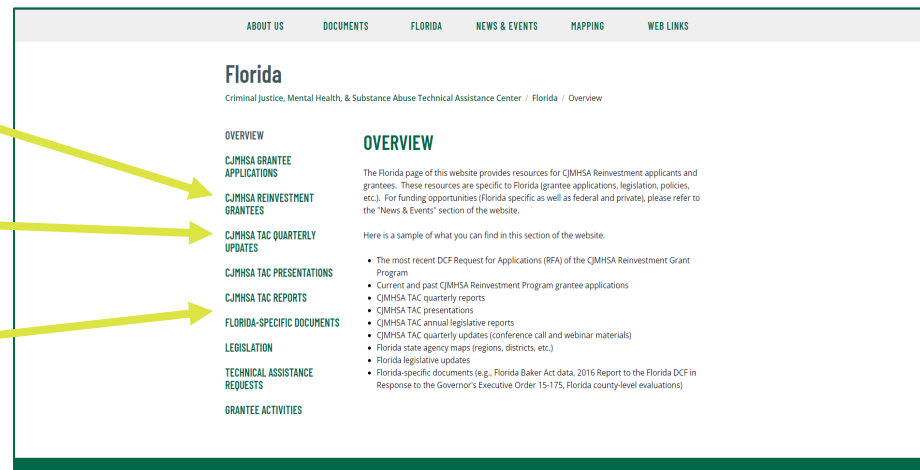 ABOUT US DOCUMENTS FLORIDA NEWS & EVENTS MAPPING WEB LINKS
Florida
Criminal Justice, Mental Health, & Substance Abuse Technical Assistance Center / Florida / Overview
OVERVIEW
CJMHSA GRANTEE
APPLICATIONS
CJMHSA REINVESTMENT
GRANTEES
CJMHSA TAC QUARTERLY
UPDATES
CJMHSA TAC PRESENTATIONS
CJMHSA TAC REPORTS
FLORIDA-SPECIFIC DOCUMENTS
LEGISLATION
TECHNICAL ASSISTANCE
REQUESTS
GRANTEE ACTIVITIES
OVERVIEW
The Florida page of this website provides resources for CJMHSA Reinvestment applicants and
grantees. These resources are specific to Florida (grantee applications, legislation, policies,
etc.). For funding opportunities (Florida specific as well as federal and private), please refer to
the "News & Events" section of the website.
Here is a sample of what you can find in this section of the website.
• The most recent DCF Request for Applications (RFA) of the CJMHSA Reinvestment Grant
Program
• Current and past CJMHSA Reinvestment Program grantee applications
• CJMHSA TAC quarterly reports
• CJMHSA TAC presentations
• CJMHSA TAC annual legislative reports
• CJMHSA TAC quarterly updates (conference call and webinar materials)
• Florida state agency maps (regions, districts, etc.)
• Florida legislative updates
• Florida-specific documents (e.g., Florida Baker Act data, 2016 Report to the Florida DCF in
Response to the Governor's Executive Order 15-175, Florida county-level evaluations)